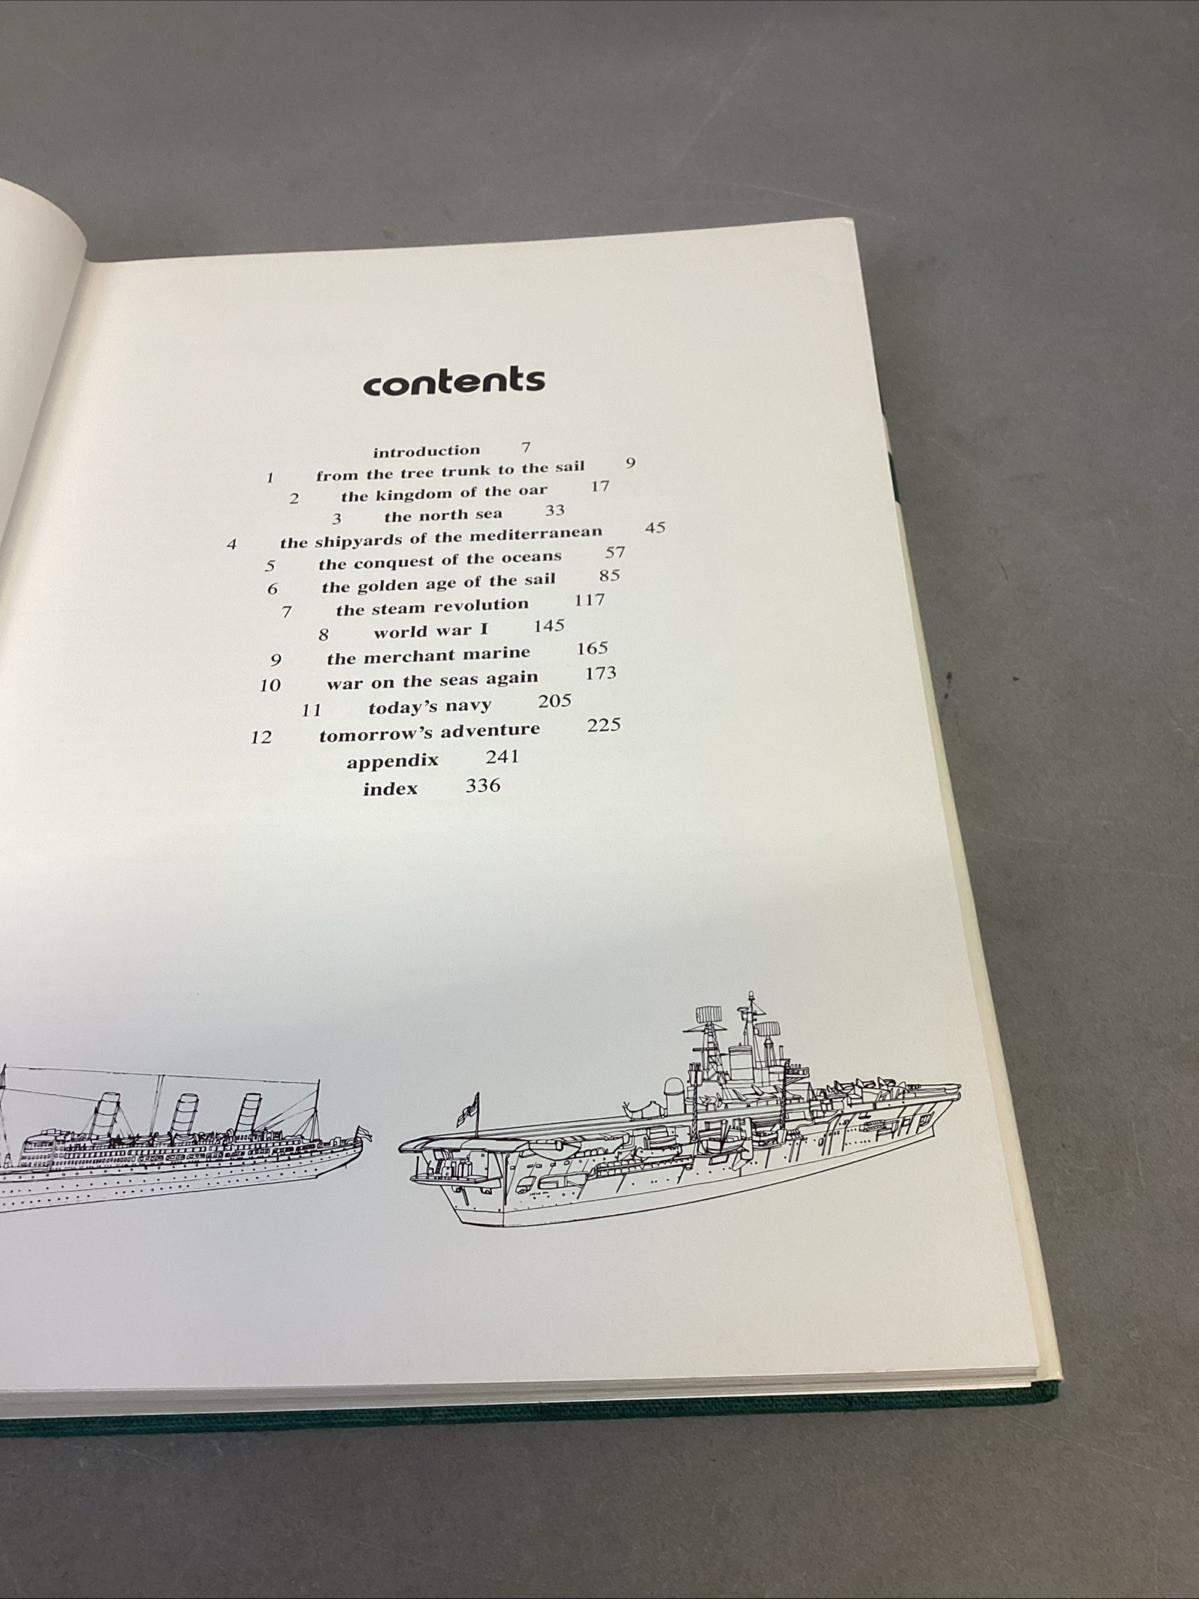 contents
introduction 7
1 from the tree trunk to the sail 9
2 the kingdom of the oar 17
3 the north sea 33
4 the shipyards of the mediterranean 45
5 the conquest of the oceans 57
6 the golden age of the sail 85
7 the steam revolution 117
8 world war I 145
9 the merchant marine 165
10 war on the seas again 173
11 today's navy 205
12 tomorrow's adventure 225
appendix 241
index 336